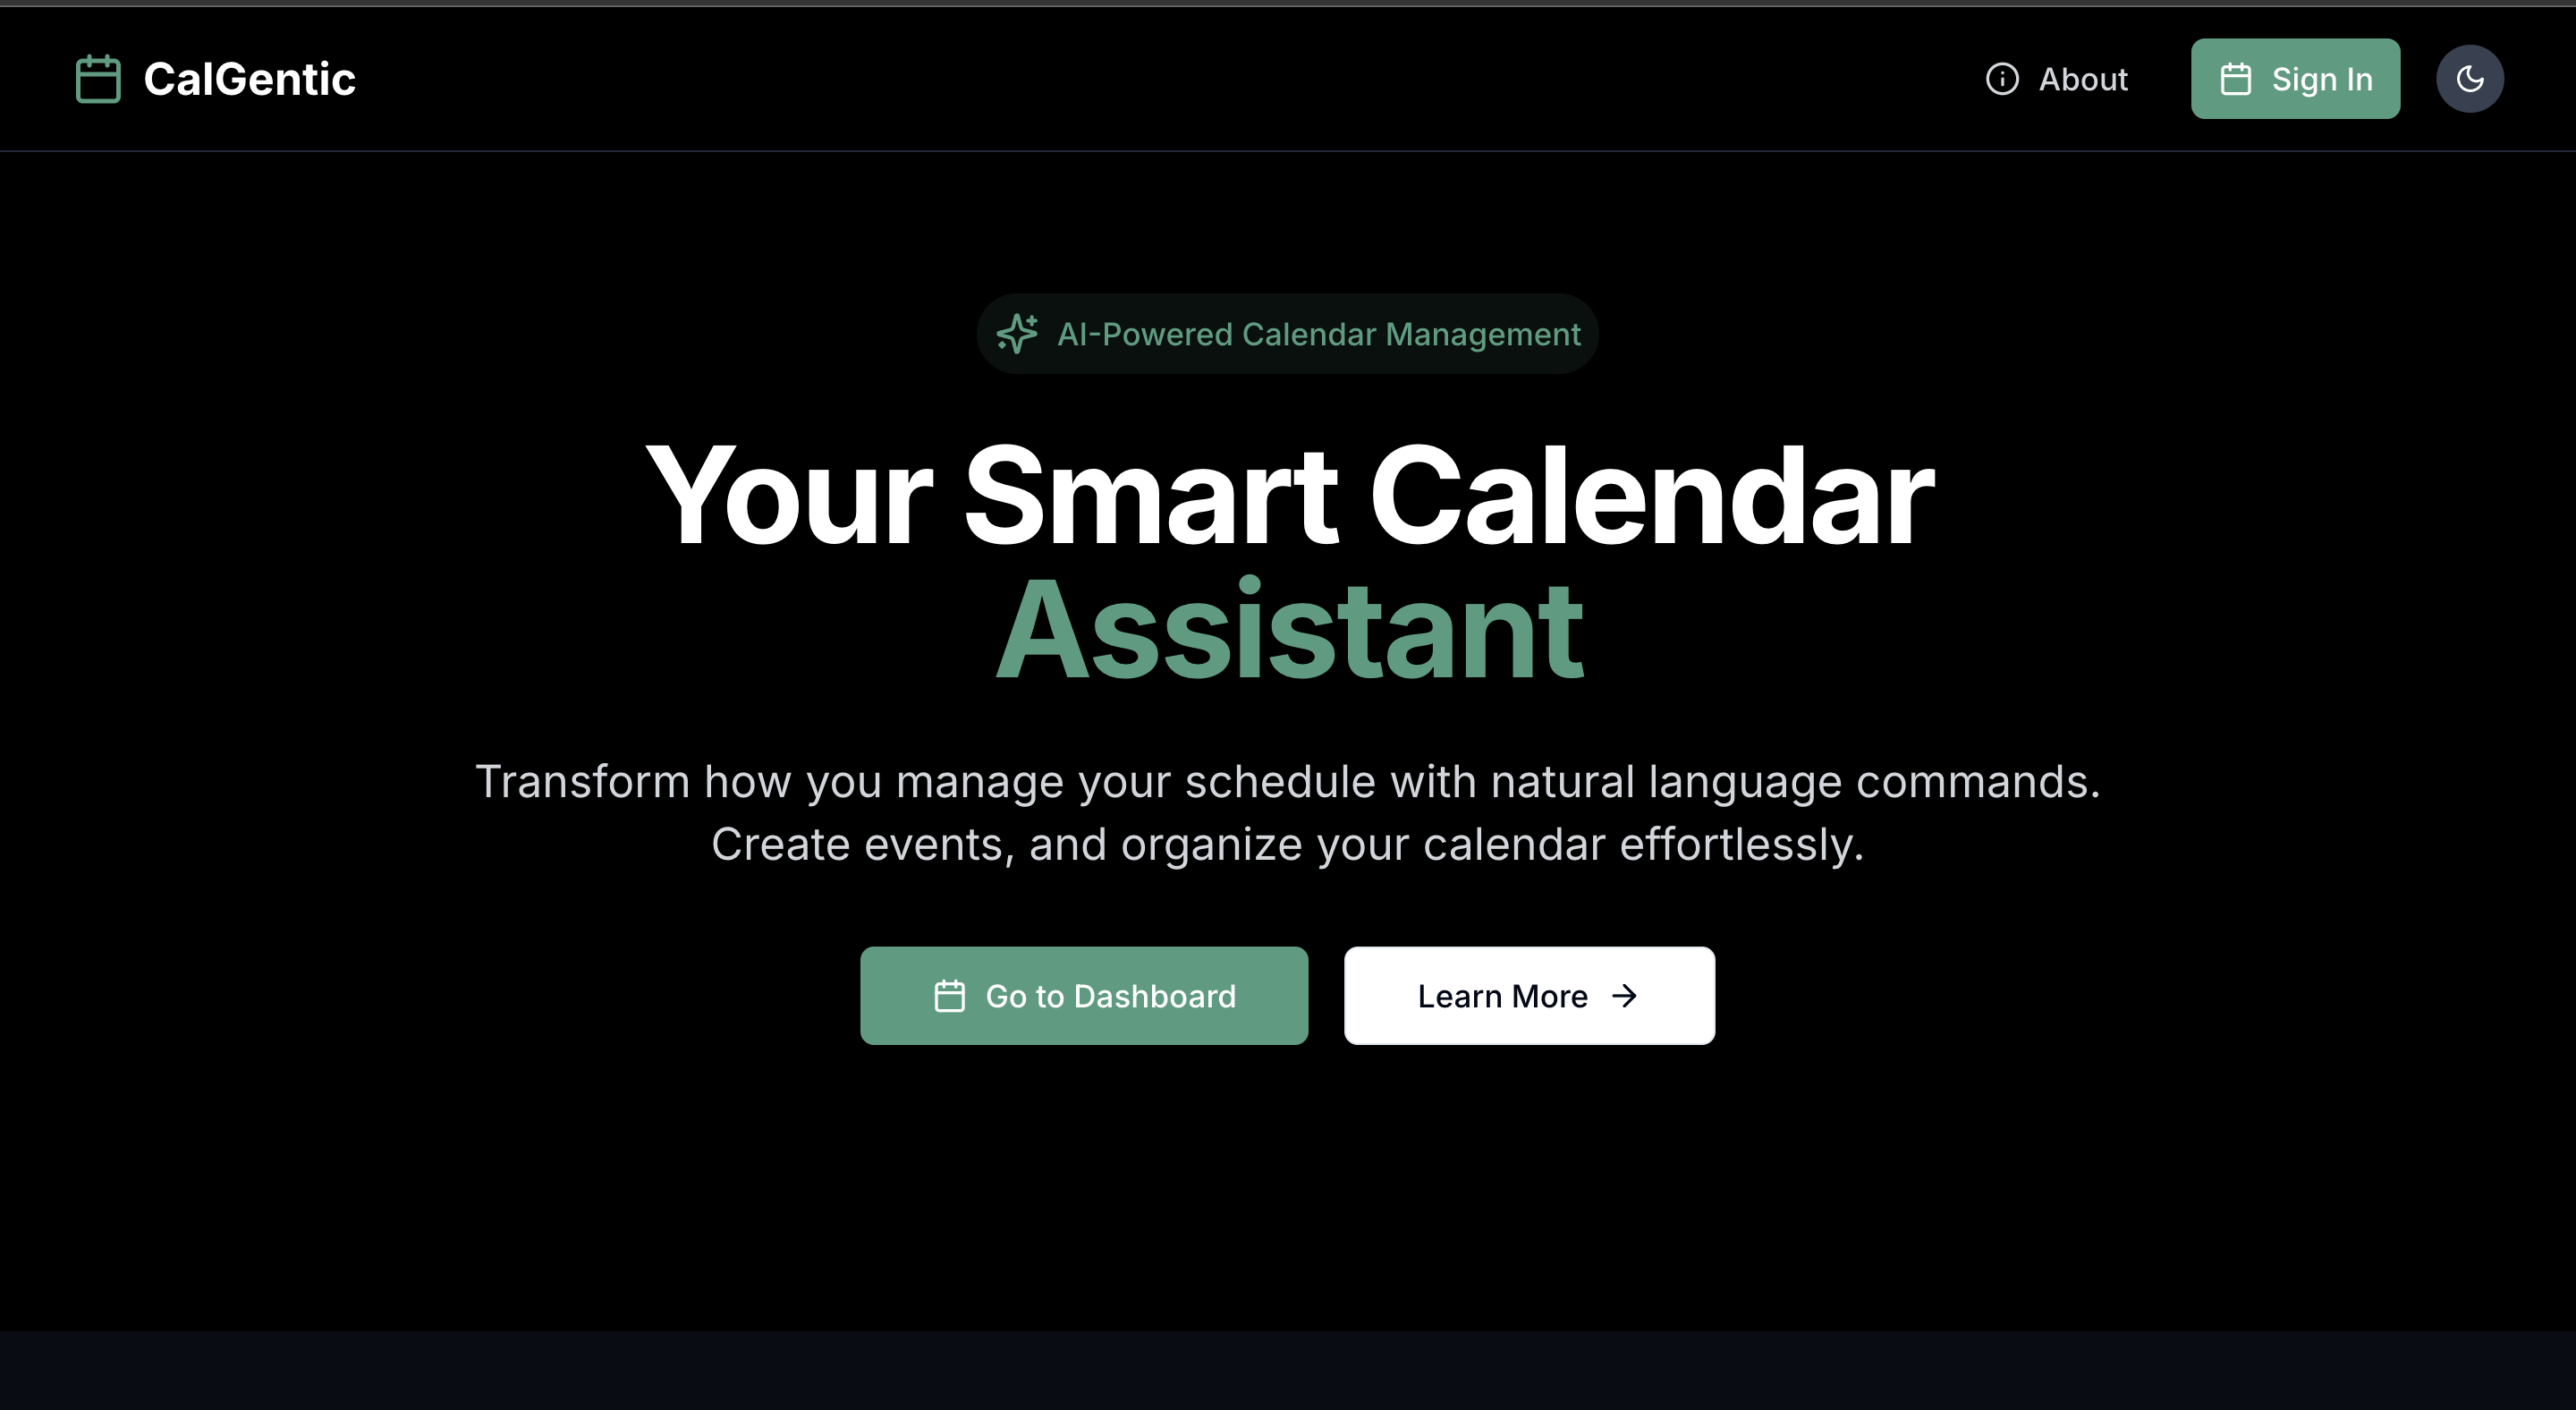 CalGentic
About
Sign In
AI-Powered Calendar Management
Your Smart Calendar
Assistant
Transform how you manage your schedule with natural language commands.
Create events, and organize your calendar effortlessly.
Go to Dashboard
Learn More